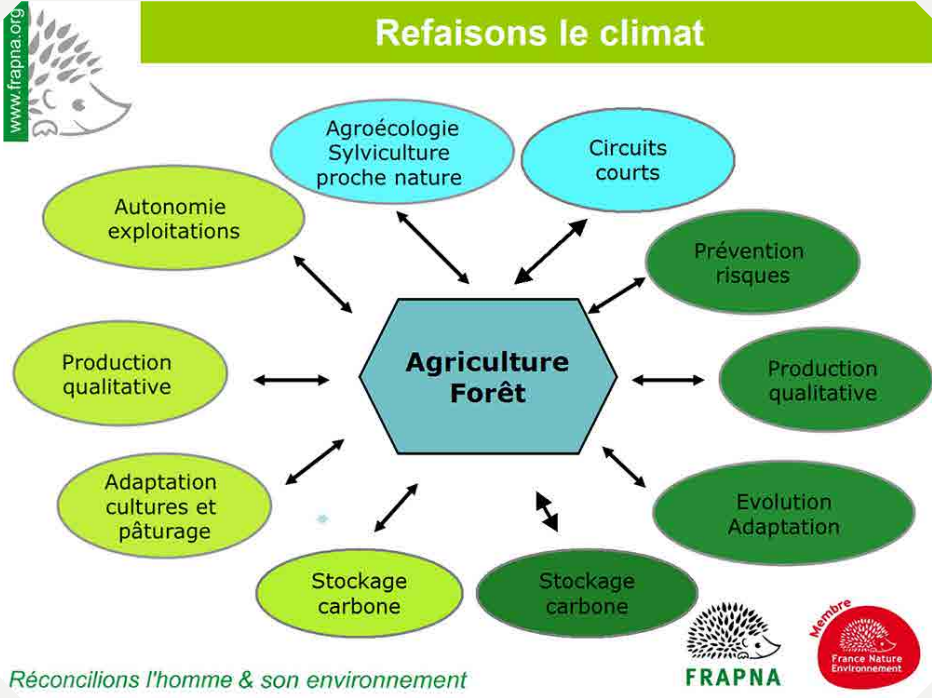 www.frapna.org
Refaisons le climat
Agroécologie
Sylviculture
proche nature
Circuits
courts
Autonomie
exploitations
Prévention
risques
Production
qualitative
Agriculture
Forêt
Production
qualitative
Adaptation
cultures et
pâturage
Evolution
Adaptation
Stockage
carbone
Stockage
carbone
Membre
France Nature
Environnement
FRAPNA
Réconcilions l'homme & son environnement